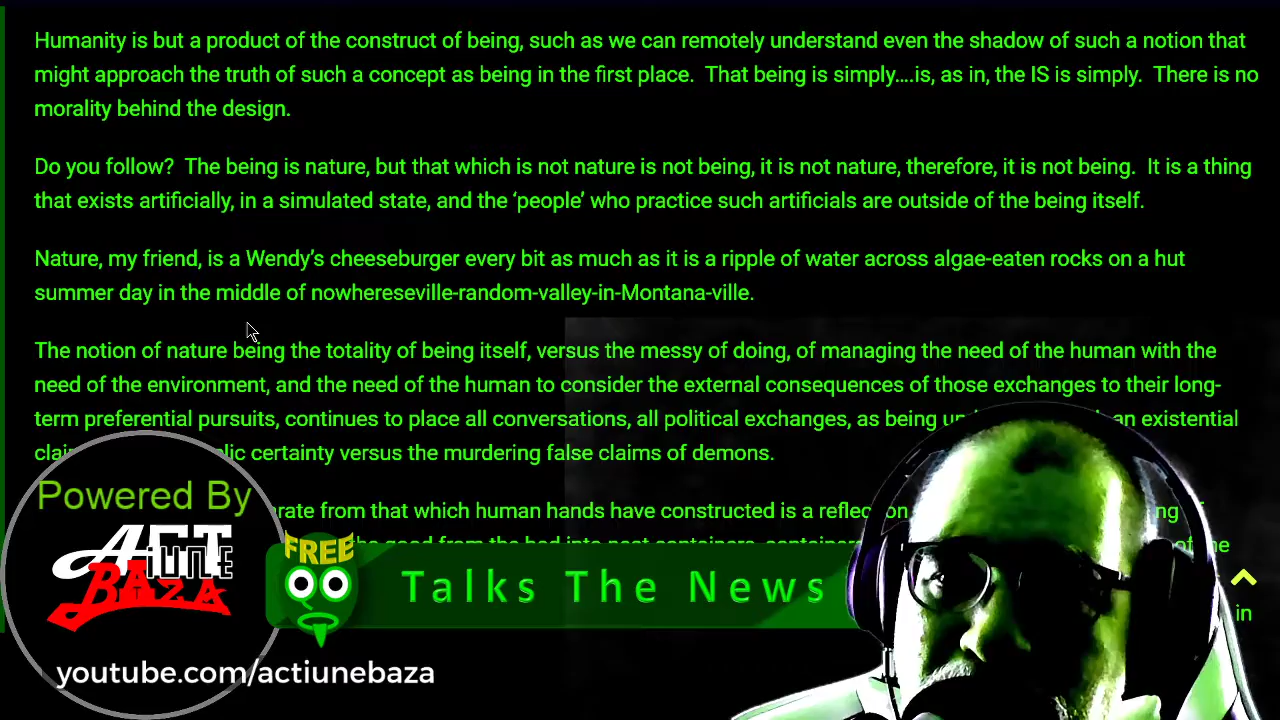 Humanity is but a product of the construct of being, such as we can remotely understand even the shadow of such a notion that
might approach the truth of such a concept as being in the first place.  That being is simply....is, as in, the IS is simply.  There is no
morality behind the design.
Do you follow?  The being is nature, but that which is not nature is not being, it is not nature, therefore, it is not being.  It is a thing
that exists artificially, in a simulated state, and the ‘people’ who practice such artificials are outside of the being itself.
Nature, my friend, is a Wendy’s cheeseburger every bit as much as it is a ripple of water across algae-eaten rocks on a hut
summer day in the middle of nowhereseville-random-valley-in-Montana-ville.
The notion of nature being the totality of being itself, versus the messy of doing, of managing the need of the human with the
need of the environment, and the need of the human to consider the external consequences of those exchanges to their long-
term preferential pursuits, continues to place all conversations, all political exchanges, as being an existential
certainty versus the murdering false claims of demons.
from that which human hands have constructed is a
the good from the bad into neat
in
Powered By
ACTIUNE
BAZA
FREE
Talks The News
youtube.com/actiunebaza